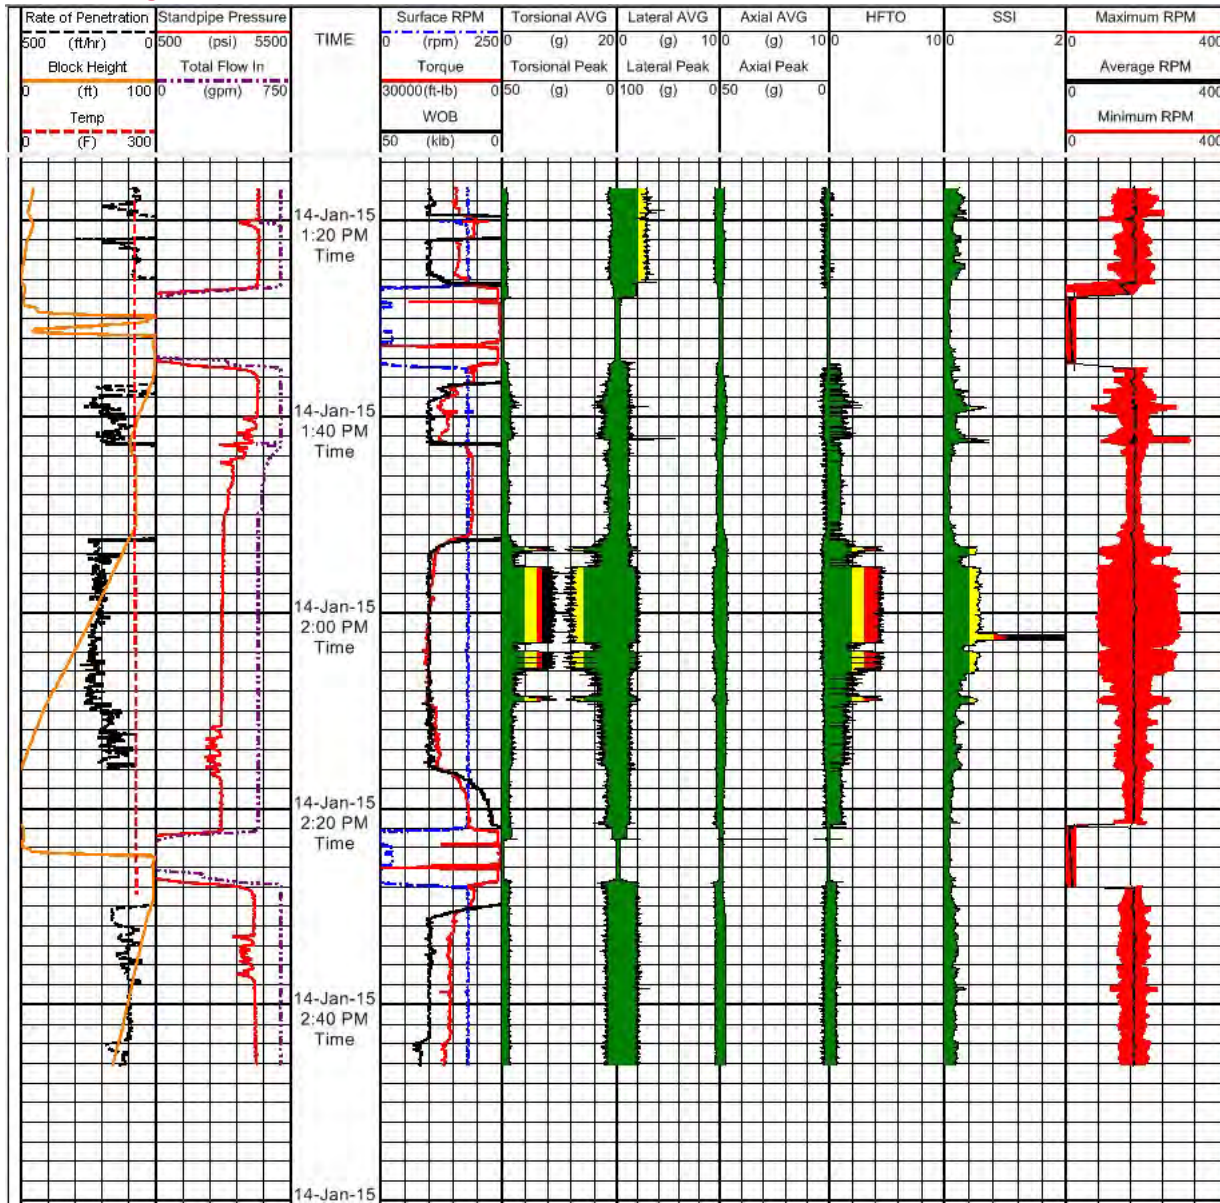 Rate of Penetration Standpipe Pressure Surface RPM Torsional AVG Lateral AVG Axial AVG HFTO SSI Maximum RPM
500 (ft/hr) 0 500 (psi) 5500 TIME 0 (rpm) 250 0 (g) 20 0 (g) 10 0 (g) 10 0 10 0 2 0 400
Block Height Total Flow In Torque Torsional Peak Lateral Peak Axial Peak Average RPM
0 (ft) 100 0 (gpm) 750 30000 (ft-lb) 0 50 (g) 0 100 (g) 0 50 (g) 0 0 400
Temp WOB Minimum RPM
0 (F) 300 50 (klb) 0 0 400
14-Jan-15
1:20 PM
Time
14-Jan-15
1:40 PM
Time
14-Jan-15
2:00 PM
Time
14-Jan-15
2:20 PM
Time
14-Jan-15
2:40 PM
Time
14-Jan-15